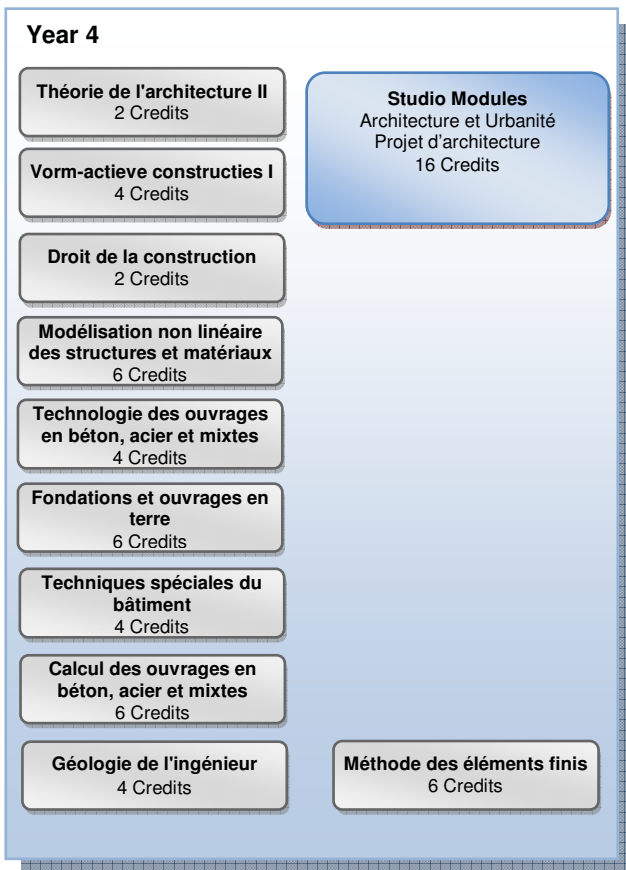 Year 4
Théorie de l'architecture II
2 Credits
Vorm-actieve constructies I
4 Credits
Droit de la construction
2 Credits
Modélisation non linéaire
des structures et matériaux
6 Credits
Technologie des ouvrages
en béton, acier et mixtes
4 Credits
Fondations et ouvrages en
terre
6 Credits
Techniques spéciales du
bâtiment
4 Credits
Calcul des ouvrages en
béton, acier et mixtes
6 Credits
Géologie de l'ingénieur
4 Credits
Studio Modules
Architecture et Urbanité
Projet d’architecture
16 Credits
Méthode des éléments finis
6 Credits